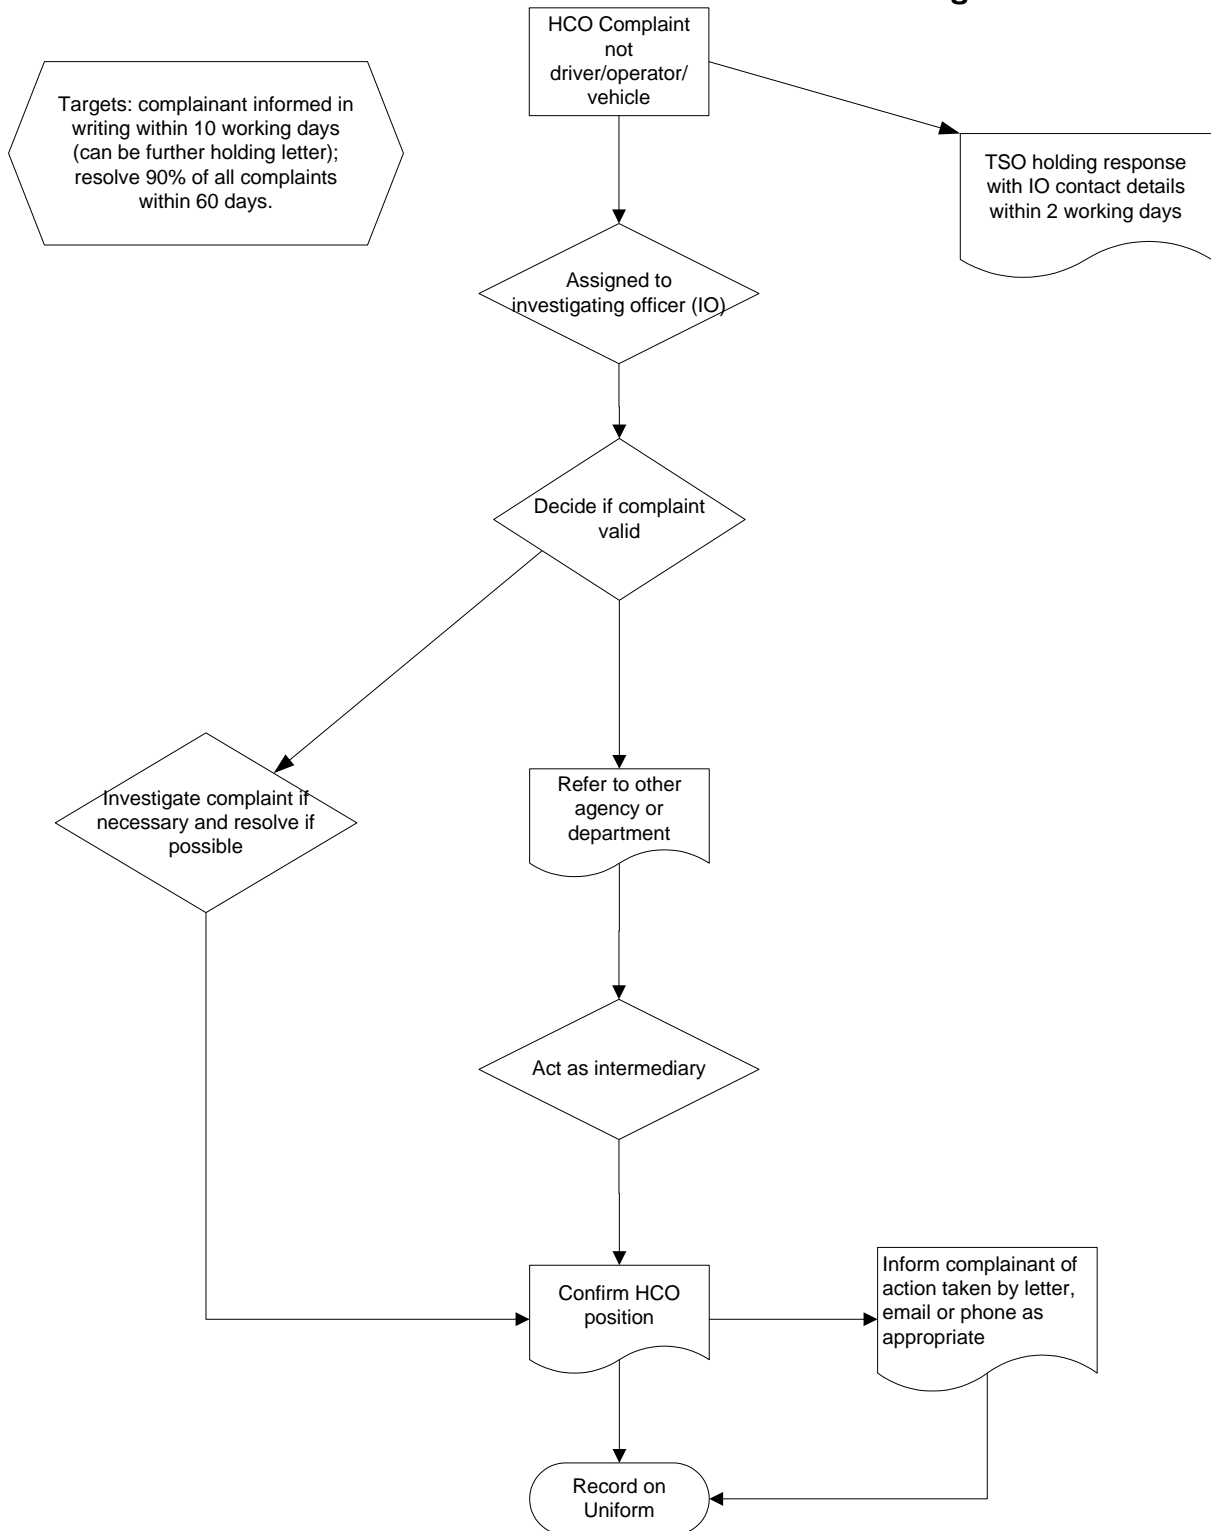 HCO Complaint
not
driver/operator/
vehicle
Targets: complainant informed in
writing within 10 working days
(can be further holding letter);
resolve 90% of all complaints
within 60 days.
TSO holding response
with IO contact details
within 2 working days
Assigned to
investigating officer (IO)
Decide if complaint
valid
Investigate complaint if
necessary and resolve if
possible
Refer to other
agency or
department
Act as intermediary
Confirm HCO
position
Inform complainant of
action taken by letter,
email or phone as
appropriate
Record on
Uniform